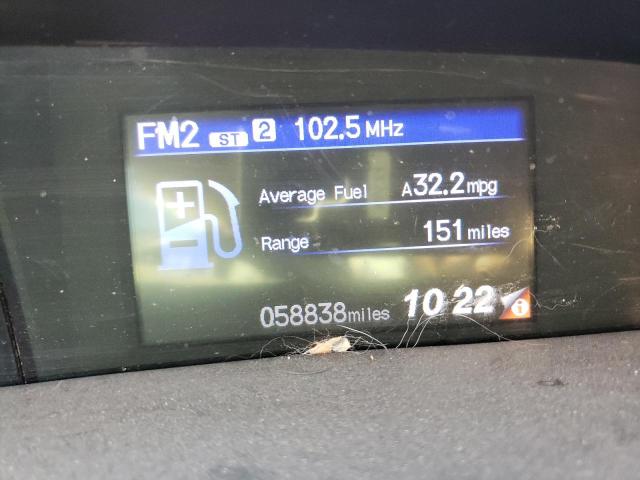 FM2 ST 2 102.5 MHz
Average Fuel A32.2mpg
Range 151 miles
058838miles 10 22 i